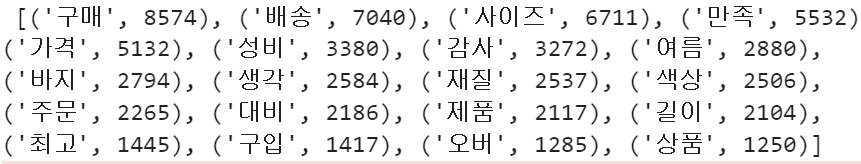 [('구매', 8574), ('배송', 7040), ('사이즈', 6711), ('만족', 5532)
('가격', 5132), ('성비', 3380), ('감사', 3272), ('여름', 2880),
('바지', 2794), ('생각', 2584), ('재질', 2537), ('색상', 2506),
('주문', 2265), ('대비', 2186), ('제품', 2117), ('길이', 2104),
('최고', 1445), ('구입', 1417), ('오버', 1285), ('상품', 1250)]